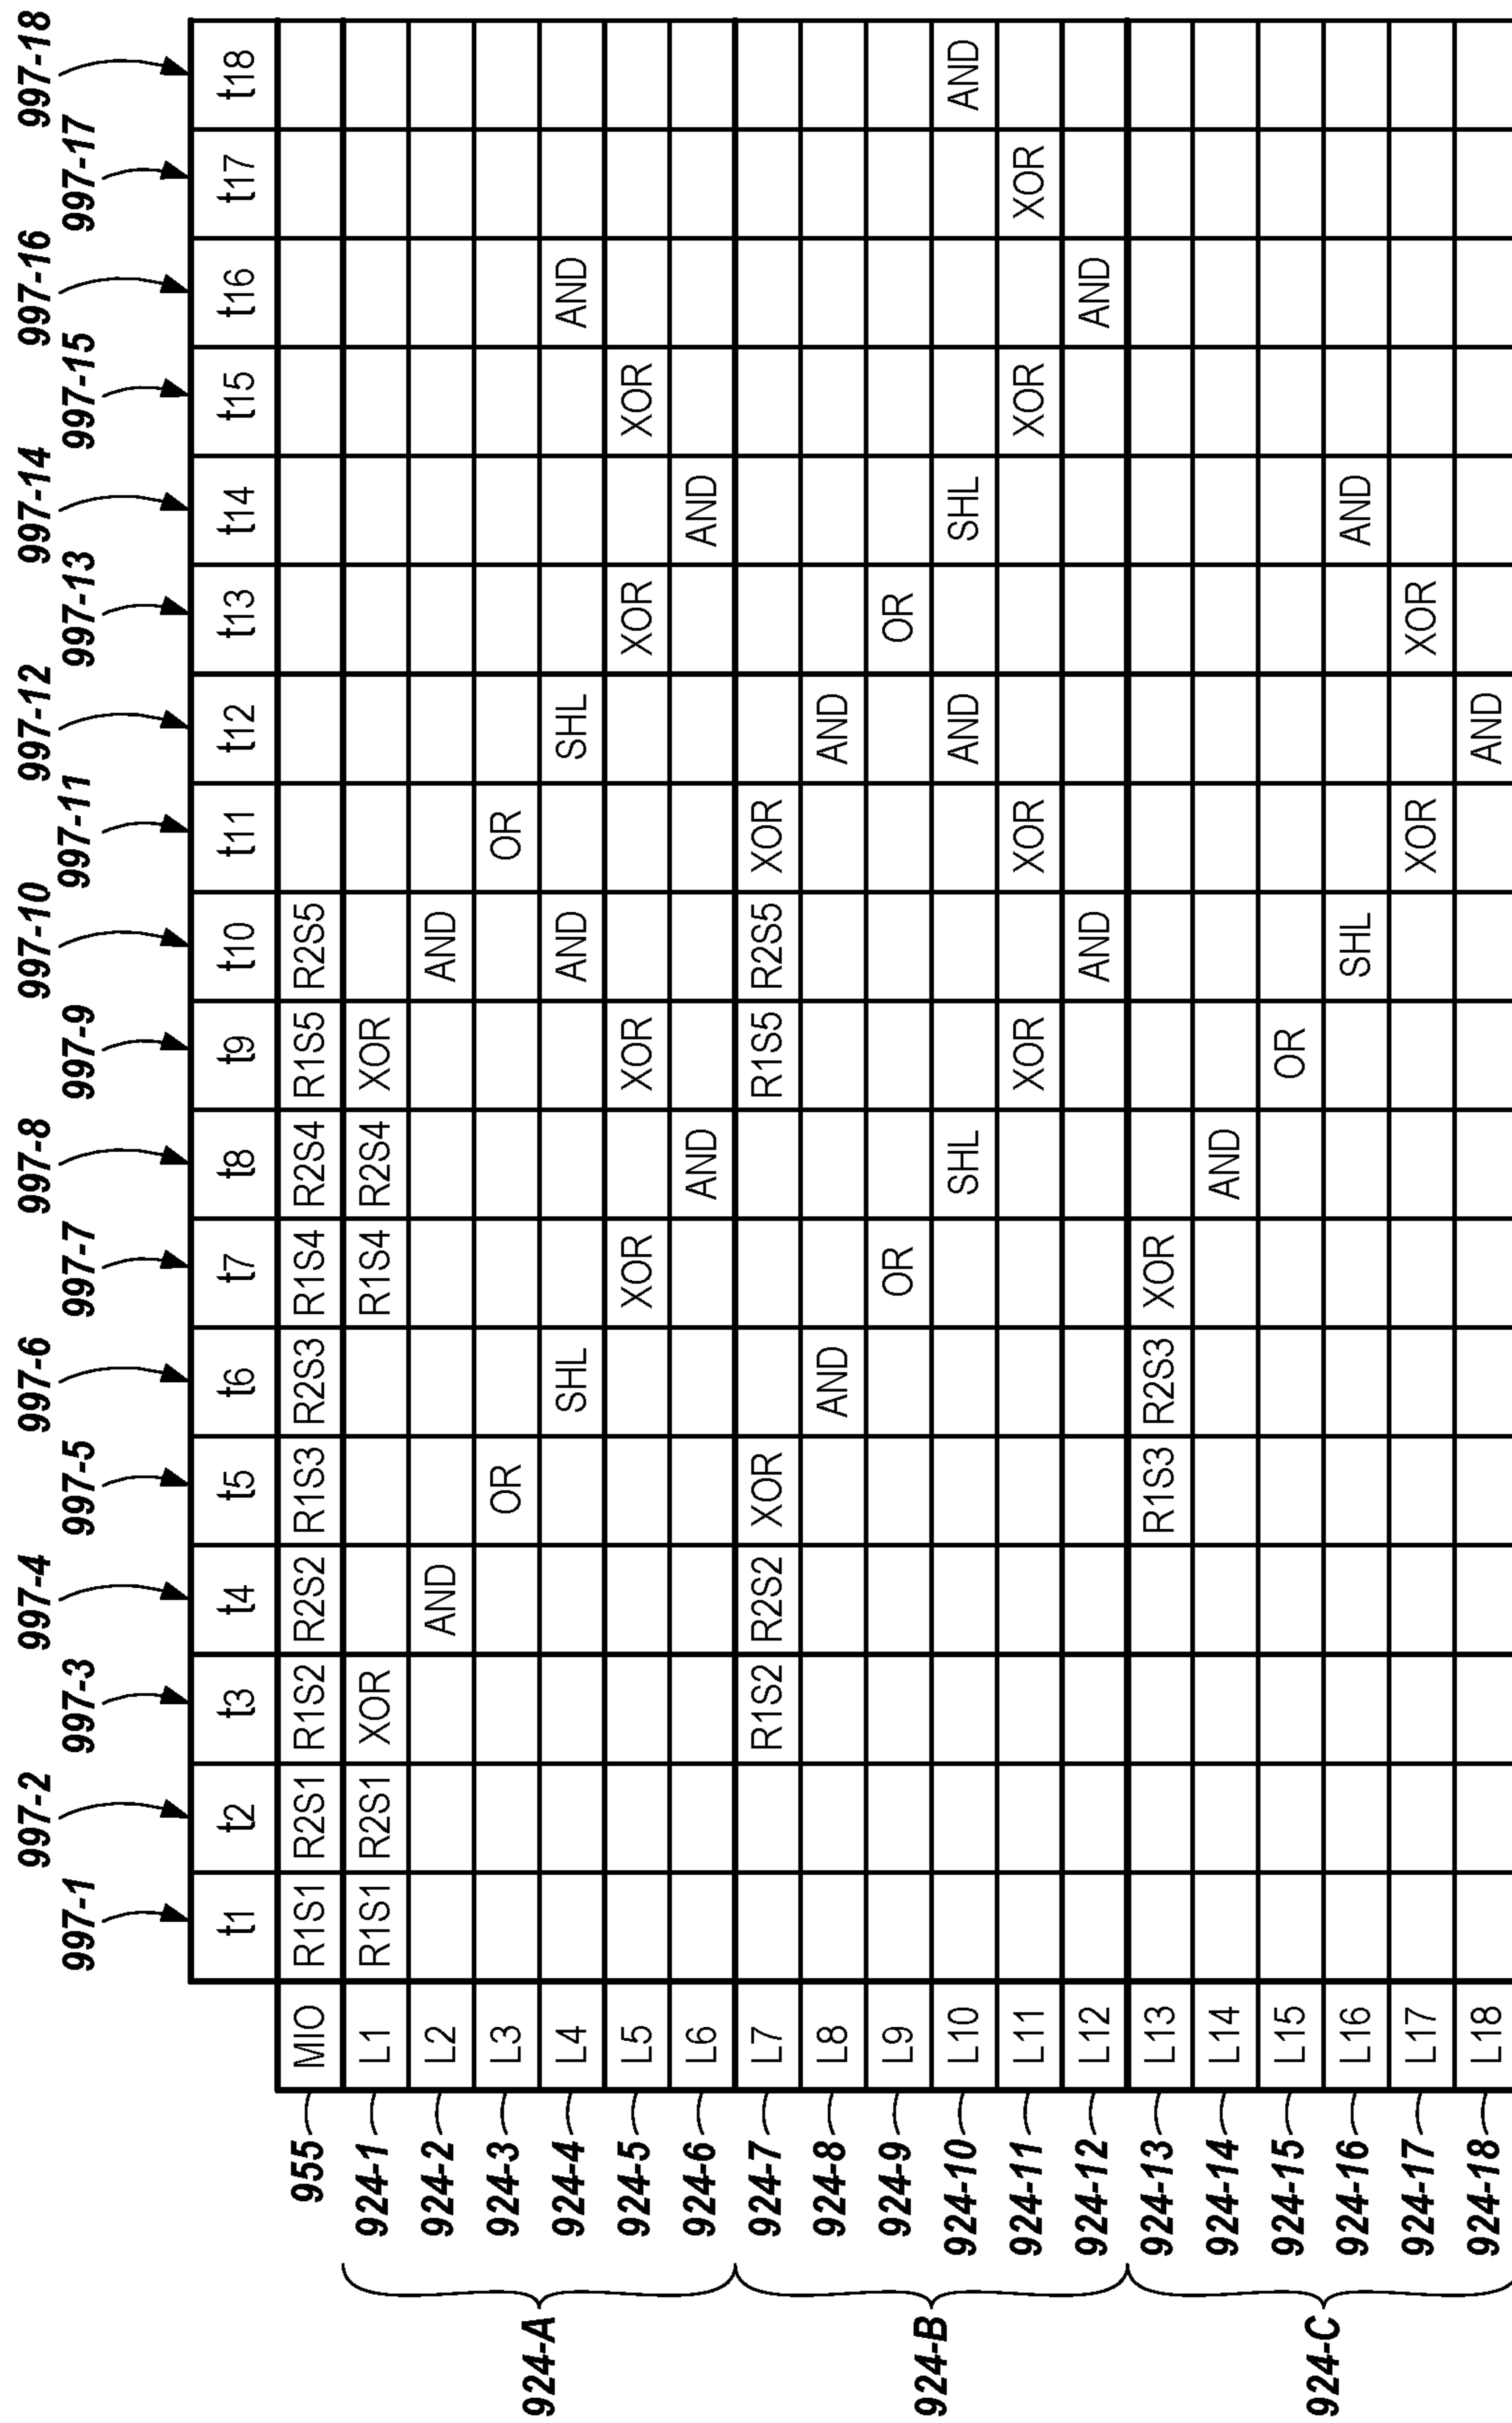 997-2 997-4 997-6 997-8 997-10 997-12 997-14 997-16 997-18
997-1 997-3 997-5 997-7 997-9 997-11 997-13 997-15 997-17
t1 t2 t3 t4 t5 t6 t7 t8 t9 t10 t11 t12 t13 t14 t15 t16 t17 t18
955 MIO R1S1 R2S1 R1S2 R2S2 R1S3 R2S3 R1S4 R2S4 R1S5 R2S5
924-1 L1 R1S1 R2S1 XOR R1S4 R2S4 XOR
924-2 L2 AND AND
924-3 L3 OR OR
924-A 924-4 L4 SHL AND SHL AND
924-5 L5 XOR XOR XOR XOR
924-6 L6 AND AND
924-7 L7 R1S2 R2S2 XOR R1S5 R2S5 XOR
924-8 L8 AND AND
924-9 L9 OR OR
924-B 924-10 L10 SHL AND SHL AND
924-11 L11 XOR XOR XOR XOR
924-12 L12 AND AND
924-13 L13 R1S3 R2S3 XOR
924-14 L14 AND
924-15 L15 OR
924-C 924-16 L16 SHL AND
924-17 L17 XOR XOR
924-18 L18 AND